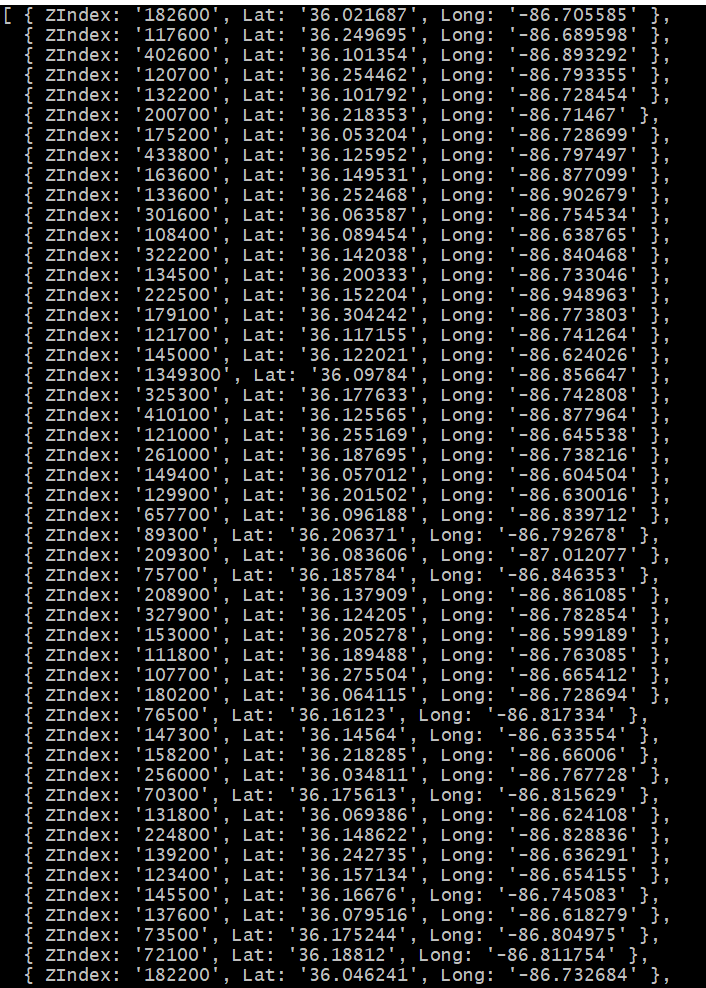 [ { ZIndex: '182600', Lat: '36.021687', Long: '-86.705585' },
{ ZIndex: '117600', Lat: '36.249695', Long: '-86.689598' },
{ ZIndex: '402600', Lat: '36.101354', Long: '-86.893292' },
{ ZIndex: '120700', Lat: '36.254462', Long: '-86.793355' },
{ ZIndex: '132200', Lat: '36.101792', Long: '-86.728454' },
{ ZIndex: '200700', Lat: '36.218353', Long: '-86.71467' },
{ ZIndex: '175200', Lat: '36.053204', Long: '-86.728699' },
{ ZIndex: '433800', Lat: '36.125952', Long: '-86.797497' },
{ ZIndex: '163600', Lat: '36.149531', Long: '-86.877099' },
{ ZIndex: '133600', Lat: '36.252468', Long: '-86.902679' },
{ ZIndex: '301600', Lat: '36.063587', Long: '-86.754534' },
{ ZIndex: '108400', Lat: '36.089454', Long: '-86.638765' },
{ ZIndex: '322200', Lat: '36.142038', Long: '-86.840468' },
{ ZIndex: '134500', Lat: '36.200333', Long: '-86.733046' },
{ ZIndex: '222500', Lat: '36.152204', Long: '-86.948963' },
{ ZIndex: '179100', Lat: '36.304242', Long: '-86.773803' },
{ ZIndex: '121700', Lat: '36.117155', Long: '-86.741264' },
{ ZIndex: '145000', Lat: '36.122021', Long: '-86.624026' },
{ ZIndex: '1349300', Lat: '36.09784', Long: '-86.856647' },
{ ZIndex: '325300', Lat: '36.177633', Long: '-86.742808' },
{ ZIndex: '410100', Lat: '36.125565', Long: '-86.877964' },
{ ZIndex: '121000', Lat: '36.255169', Long: '-86.645538' },
{ ZIndex: '261000', Lat: '36.187695', Long: '-86.738216' },
{ ZIndex: '149400', Lat: '36.057012', Long: '-86.604504' },
{ ZIndex: '129900', Lat: '36.201502', Long: '-86.630016' },
{ ZIndex: '657700', Lat: '36.096188', Long: '-86.839712' },
{ ZIndex: '89300', Lat: '36.206371', Long: '-86.792678' },
{ ZIndex: '209300', Lat: '36.083606', Long: '-87.012077' },
{ ZIndex: '75700', Lat: '36.185784', Long: '-86.846353' },
{ ZIndex: '208900', Lat: '36.137909', Long: '-86.861085' },
{ ZIndex: '327900', Lat: '36.124205', Long: '-86.782854' },
{ ZIndex: '153000', Lat: '36.205278', Long: '-86.599189' },
{ ZIndex: '111800', Lat: '36.189488', Long: '-86.763085' },
{ ZIndex: '107700', Lat: '36.275504', Long: '-86.665412' },
{ ZIndex: '180200', Lat: '36.064115', Long: '-86.728694' },
{ ZIndex: '76500', Lat: '36.16123', Long: '-86.817334' },
{ ZIndex: '147300', Lat: '36.14564', Long: '-86.633554' },
{ ZIndex: '158200', Lat: '36.218285', Long: '-86.66006' },
{ ZIndex: '256000', Lat: '36.034811', Long: '-86.767728' },
{ ZIndex: '70300', Lat: '36.175613', Long: '-86.815629' },
{ ZIndex: '131800', Lat: '36.069386', Long: '-86.624108' },
{ ZIndex: '224800', Lat: '36.148622', Long: '-86.828836' },
{ ZIndex: '139200', Lat: '36.242735', Long: '-86.636291' },
{ ZIndex: '123400', Lat: '36.157134', Long: '-86.654155' },
{ ZIndex: '145500', Lat: '36.16676', Long: '-86.745083' },
{ ZIndex: '137600', Lat: '36.079516', Long: '-86.618279' },
{ ZIndex: '73500', Lat: '36.175244', Long: '-86.804975' },
{ ZIndex: '72100', Lat: '36.18812', Long: '-86.811754' },
{ ZIndex: '182200', Lat: '36.046241', Long: '-86.732684' },